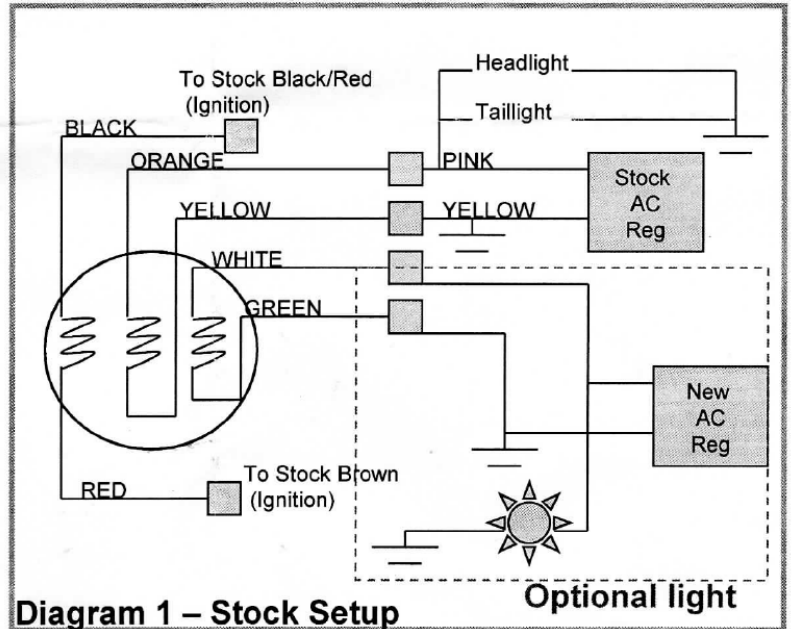 To Stock Black/Red
(Ignition)
BLACK
ORANGE
YELLOW
WHITE
GREEN
RED
To Stock Brown
(Ignition)
Headlight
Taillight
PINK
YELLOW
Stock
AC
Reg
New
AC
Reg
Optional light
Diagram 1 – Stock Setup